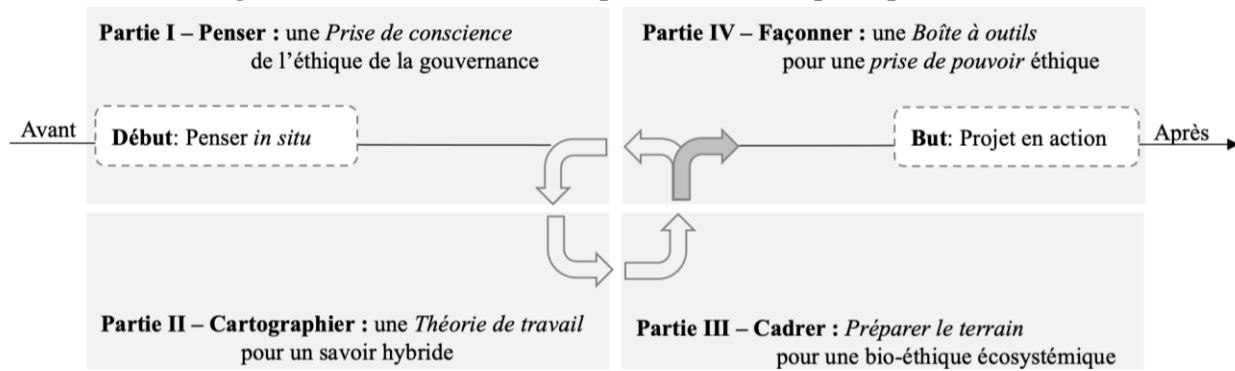 Partie I – Penser : une Prise de conscience
de l’éthique de la gouvernance
Partie IV – Façonner : une Boîte à outils
pour une prise de pouvoir éthique
Avant
Début: Penser in situ
But: Projet en action
Après
Partie II – Cartographier : une Théorie de travail
pour un savoir hybride
Partie III – Cadrer : Préparer le terrain
pour une bio-éthique écosystémique